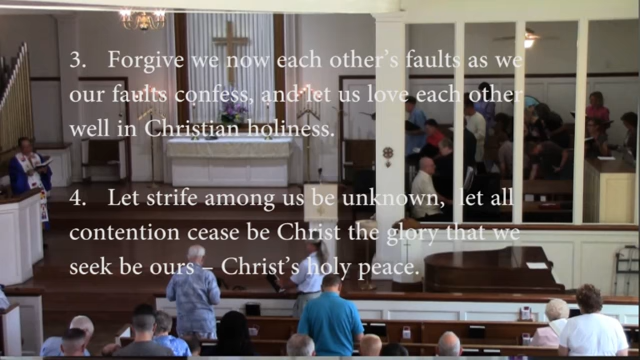 3. Forgive we now each other's faults as we
our faults confess, and let us love each other
well in Christian holiness.
4. Let strife among us be unknown, let all
contention cease be Christ the glory that we
seek be ours – Christ's holy peace.